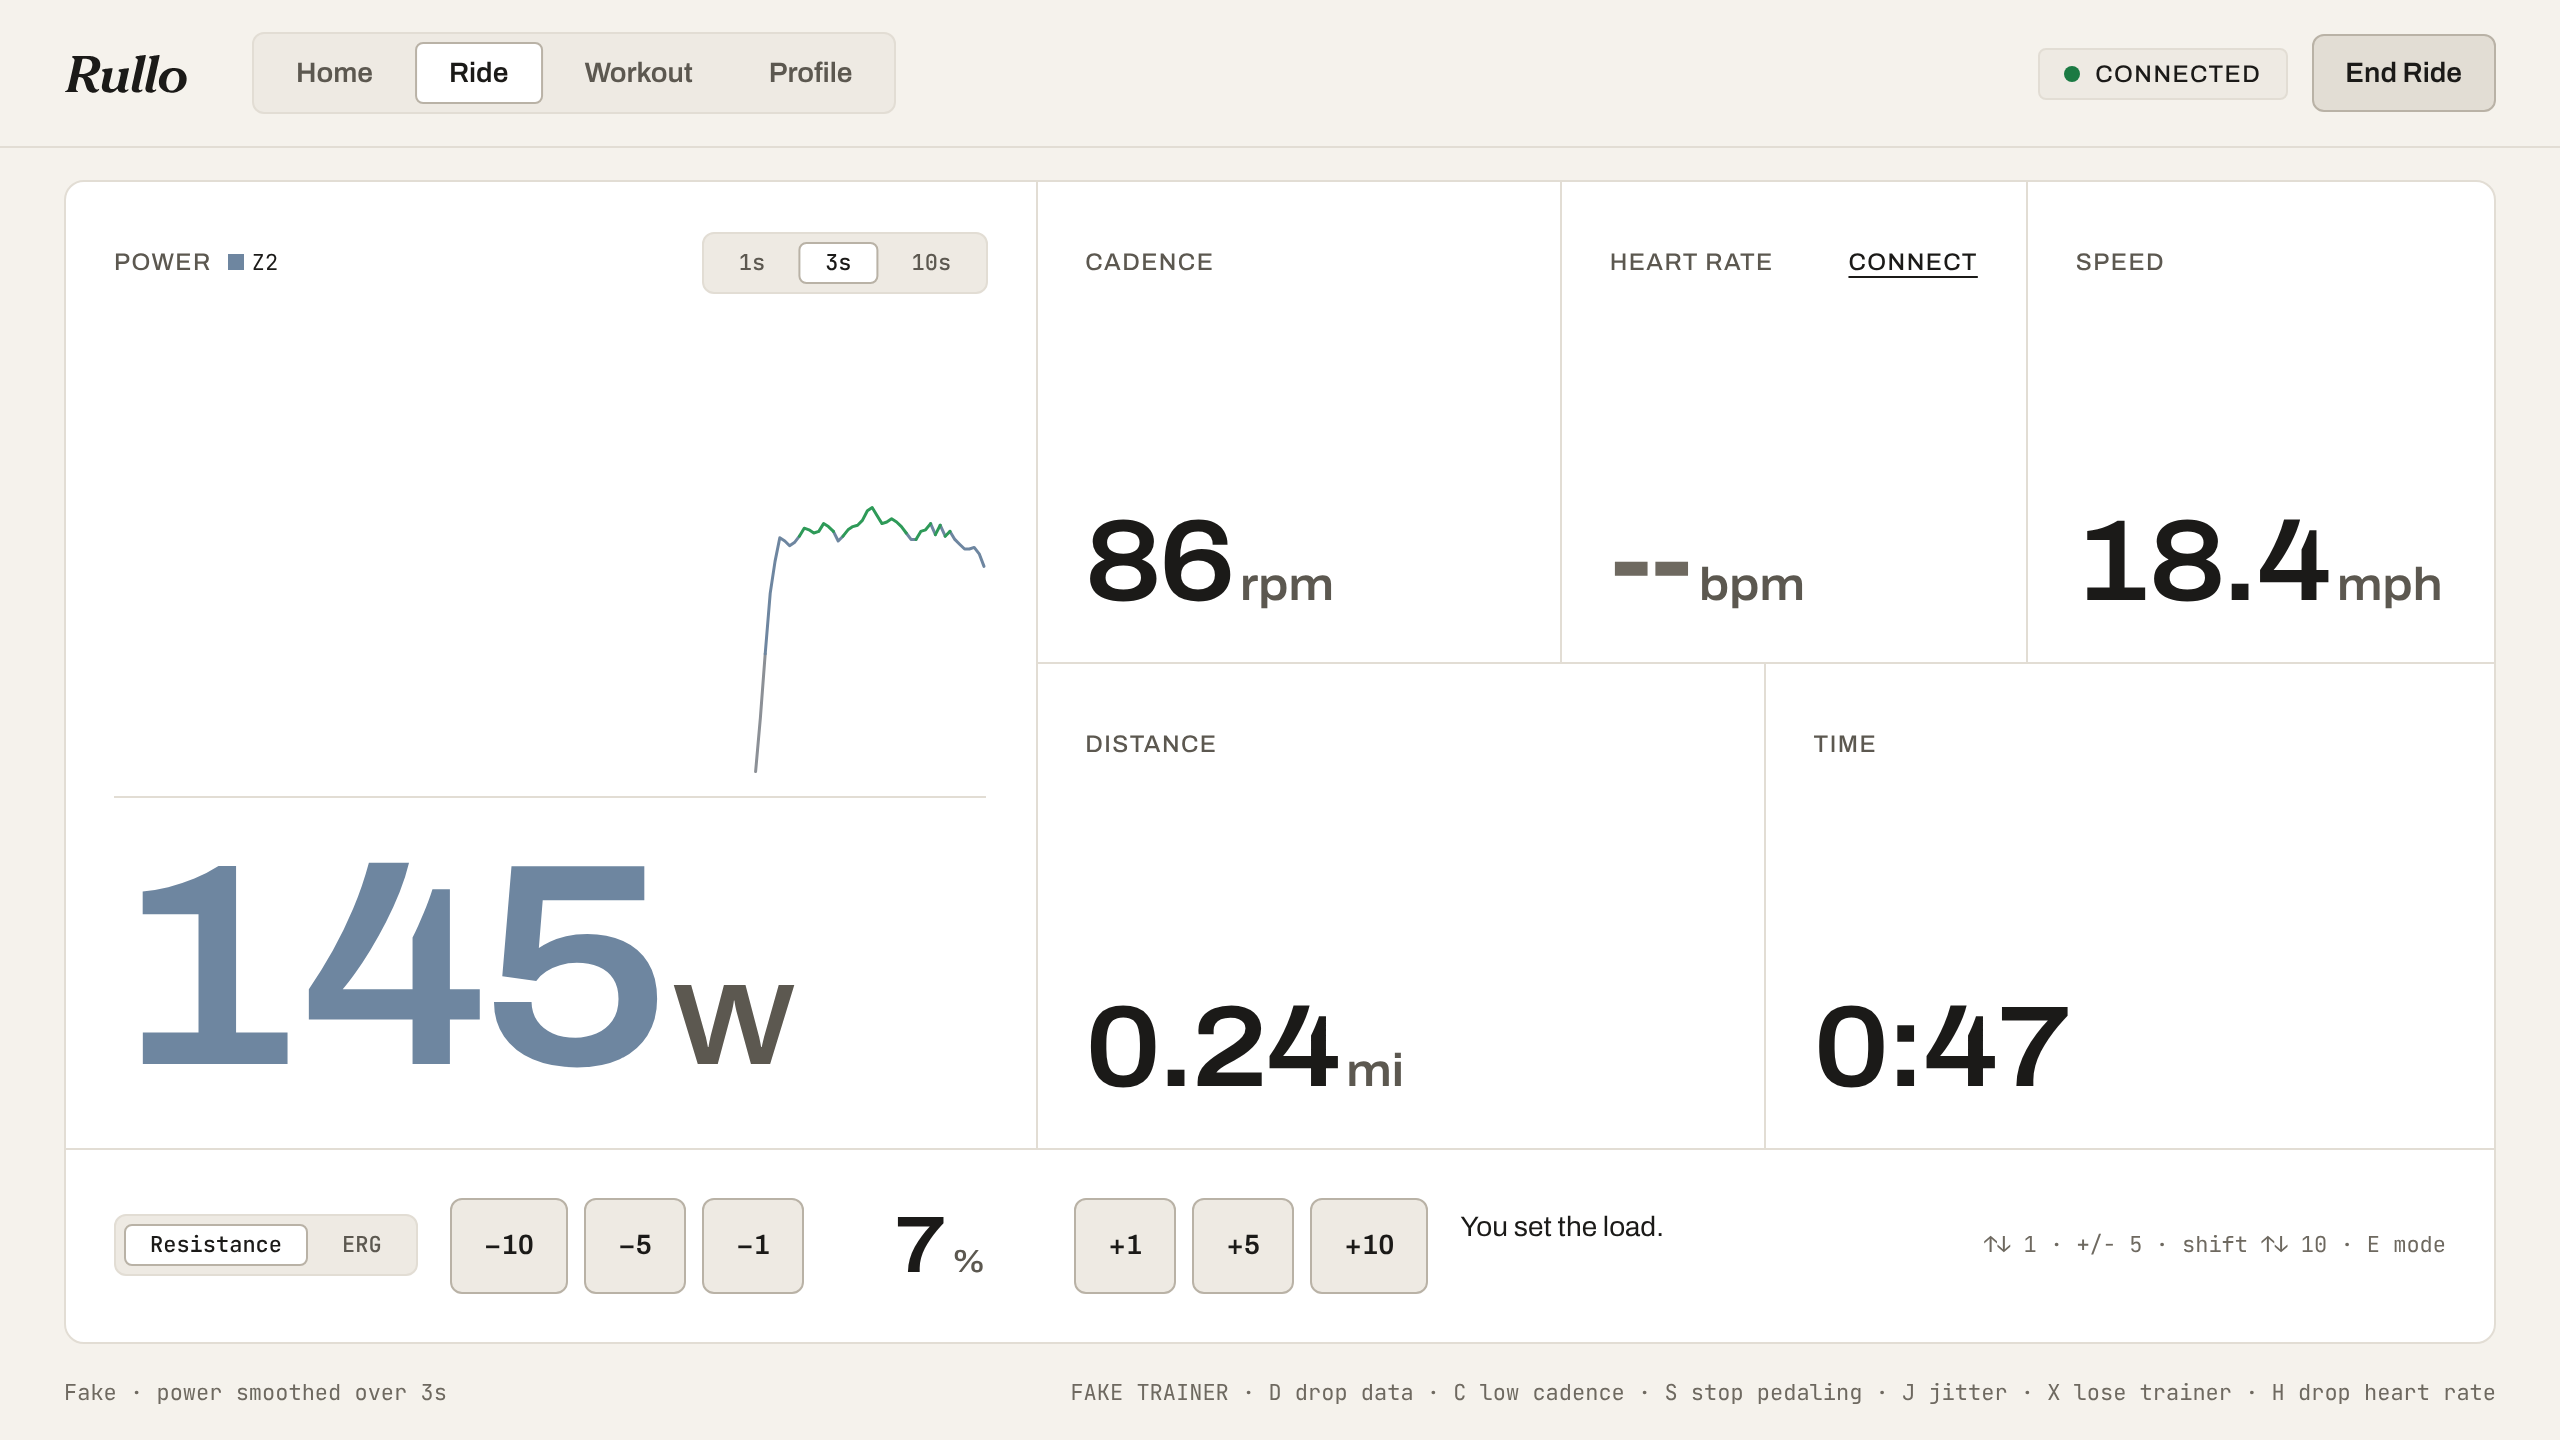 Rullo
Home
Ride
Workout
Profile
CONNECTED
End Ride
POWER Z2
1s
3s
10s
CADENCE
HEART RATE
CONNECT
SPEED
86 rpm
-- bpm
18.4 mph
DISTANCE
TIME
145 W
0.24 mi
0:47
Resistance
ERG
−10
−5
−1
7 %
+1
+5
+10
You set the load.
↑↓ 1 · +/- 5 · shift ↑↓ 10 · E mode
Fake · power smoothed over 3s
FAKE TRAINER · D drop data · C low cadence · S stop pedaling · J jitter · X lose trainer · H drop heart rate